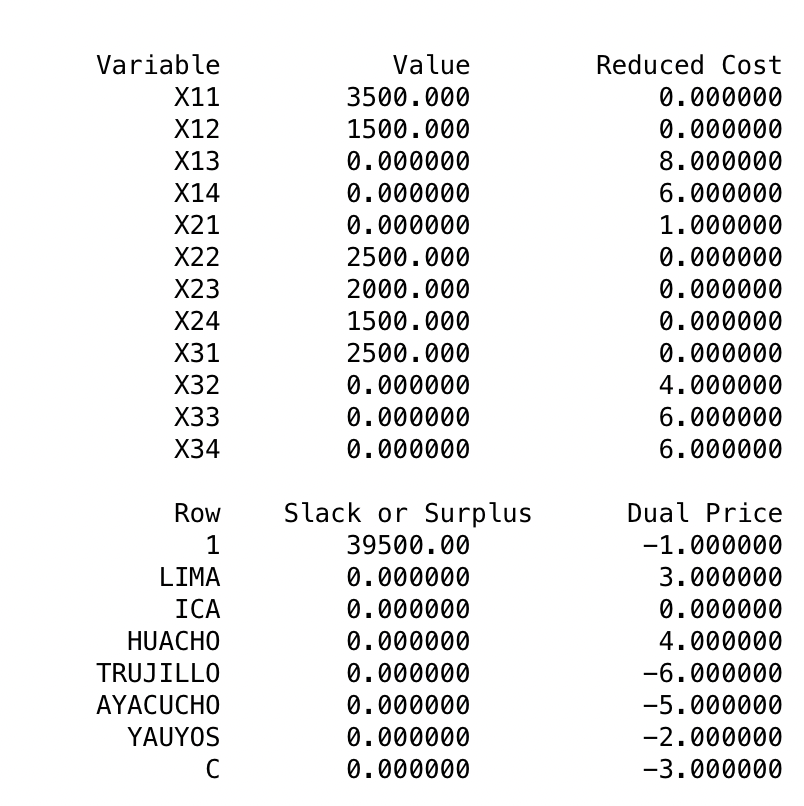 Variable Value Reduced Cost
X11 3500.000 0.000000
X12 1500.000 0.000000
X13 0.000000 8.000000
X14 0.000000 6.000000
X21 0.000000 1.000000
X22 2500.000 0.000000
X23 2000.000 0.000000
X24 1500.000 0.000000
X31 2500.000 0.000000
X32 0.000000 4.000000
X33 0.000000 6.000000
X34 0.000000 6.000000
Row Slack or Surplus Dual Price
1 39500.00 -1.000000
LIMA 0.000000 3.000000
ICA 0.000000 0.000000
HUACHO 0.000000 4.000000
TRUJILLO 0.000000 -6.000000
AYACUCHO 0.000000 -5.000000
YAUYOS 0.000000 -2.000000
C 0.000000 -3.000000